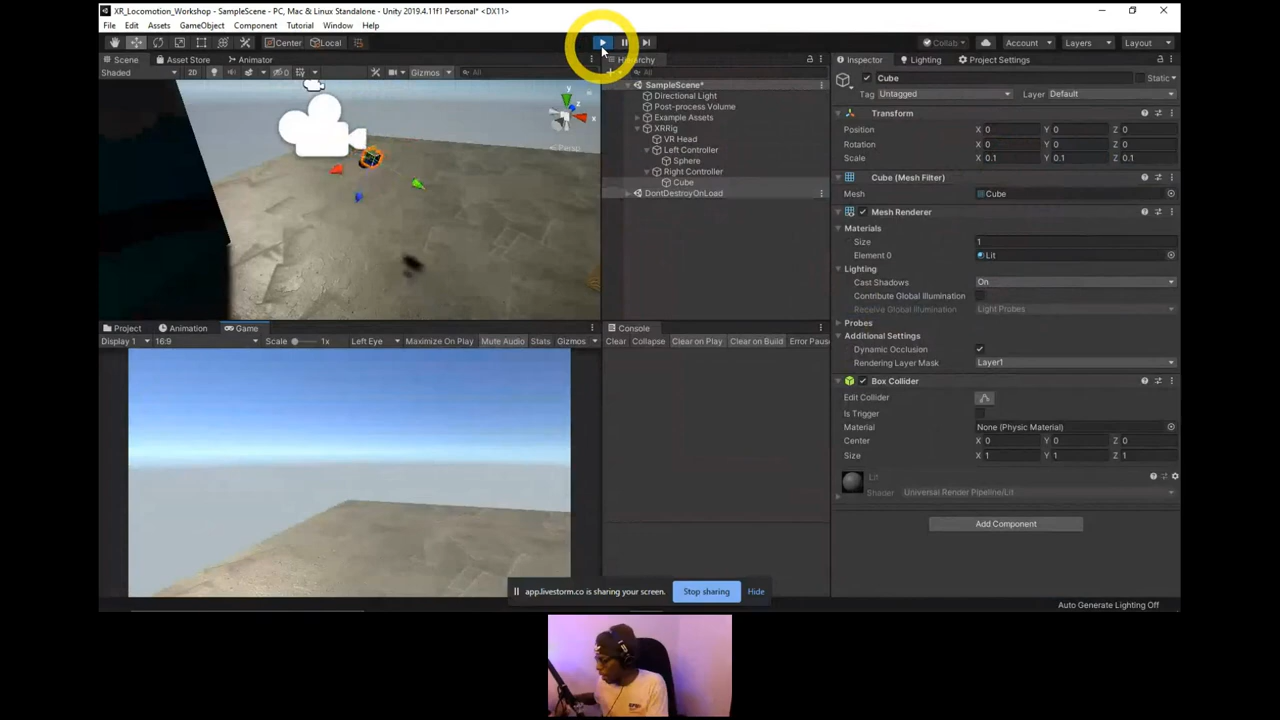 XR_Locomotion_Workshop - SampleScene - PC, Mac & Linux Standalone - Unity 2019.4.11f1 Personal* <DX11>
File Edit Assets GameObject Component Tutorial Window Help
Center Local Collab Account Layers Layout
Scene Asset Store Animator
Shaded 2D 0 Gizmos All
y
x
z
Persp
Hierarchy
All
SampleScene*
Directional Light
Post-process Volume
Example Assets
XRRig
VR Head
Left Controller
Sphere
Right Controller
Cube
DontDestroyOnLoad
Project Animation Game
Display 1 16:9 Scale 1x Left Eye Maximize On Play Mute Audio Stats Gizmos
Console
Clear Collapse Clear on Play Clear on Build Error Paus
Inspector Lighting Project Settings
Cube Static
Tag Untagged Layer Default
Transform
Position X 0 Y 0 Z 0
Rotation X 0 Y 0 Z 0
Scale X 0.1 Y 0.1 Z 0.1
Cube (Mesh Filter)
Mesh Cube
Mesh Renderer
Materials
Size 1
Element 0 Lit
Lighting
Cast Shadows On
Contribute Global Illumination
Receive Global Illumination Light Probes
Probes
Additional Settings
Dynamic Occlusion
Rendering Layer Mask Layer1
Box Collider
Edit Collider
Is Trigger
Material None (Physic Material)
Center X 0 Y 0 Z 0
Size X 1 Y 1 Z 1
Lit
Shader Universal Render Pipeline/Lit
Add Component
app.livestorm.co is sharing your screen. Stop sharing Hide
Auto Generate Lighting Off